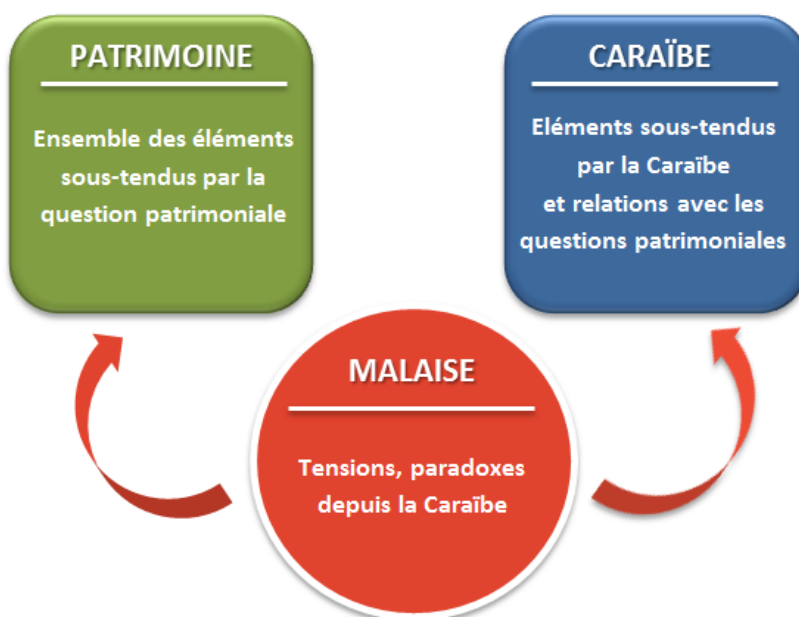 PATRIMOINE
Ensemble des éléments
sous-tendus par la
question patrimoniale
CARAÏBE
Eléments sous-tendus
par la Caraïbe
et relations avec les
questions patrimoniales
MALAISE
Tensions, paradoxes
depuis la Caraïbe